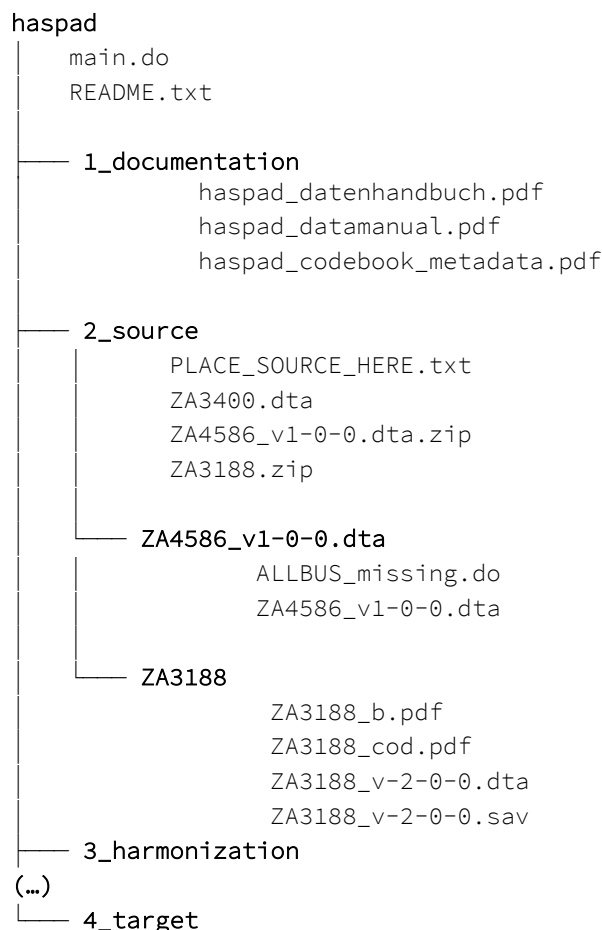 haspad
main.do
README.txt
1_documentation
haspad_datenhandbuch.pdf
haspad_datamanual.pdf
haspad_codebook_metadata.pdf
2_source
PLACE_SOURCE_HERE.txt
ZA3400.dta
ZA4586_v1-0-0.dta.zip
ZA3188.zip
ZA4586_v1-0-0.dta
ALLBUS_missing.do
ZA4586_v1-0-0.dta
ZA3188
ZA3188_b.pdf
ZA3188_cod.pdf
ZA3188_v-2-0-0.dta
ZA3188_v-2-0-0.sav
3_harmonization
(…)
4_target